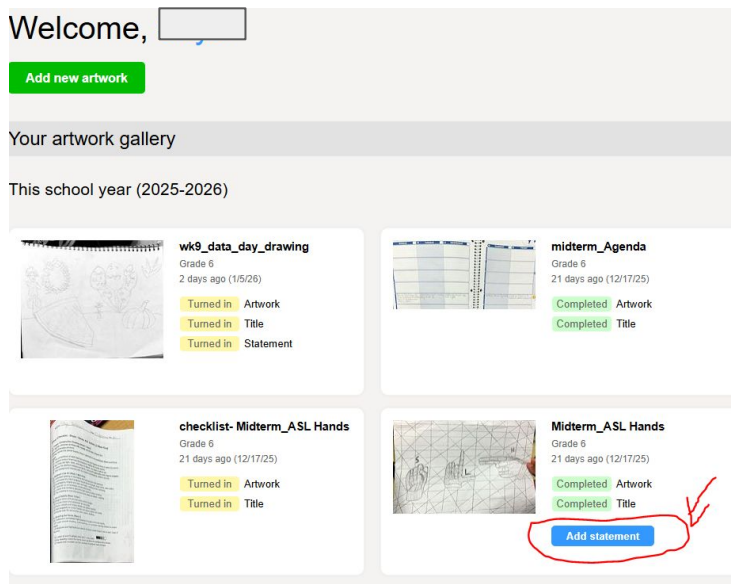 Welcome,
Add new artwork
Your artwork gallery
This school year (2025-2026)
wk9_data_day_drawing
Grade 6
2 days ago (1/5/26)
Turned in Artwork
Turned in Title
Turned in Statement
midterm_Agenda
Grade 6
21 days ago (12/17/25)
Completed Artwork
Completed Title
checklist- Midterm_ASL Hands
Grade 6
21 days ago (12/17/25)
Turned in Artwork
Turned in Title
Midterm_ASL Hands
Grade 6
21 days ago (12/17/25)
Completed Artwork
Completed Title
Add statement